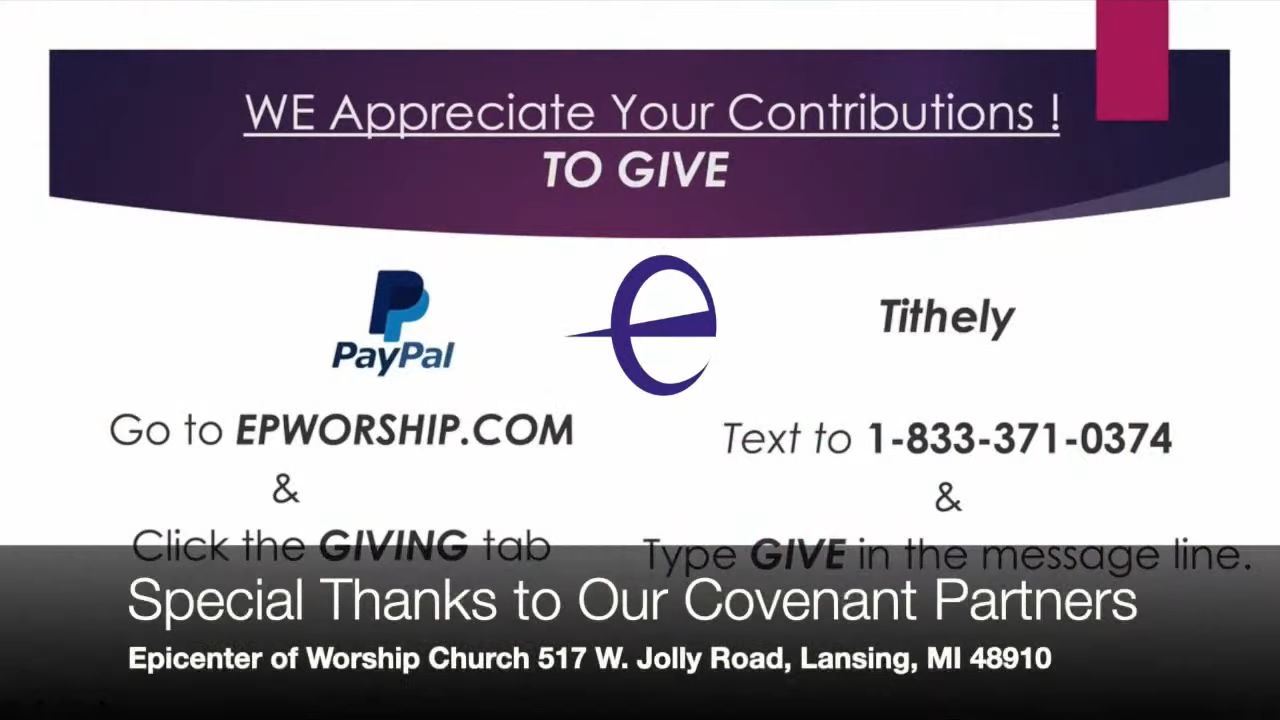 WE Appreciate Your Contributions !
TO GIVE
PayPal
Go to EPWORSHIP.COM
&
Click the GIVING tab
e
Tithely
Text to 1-833-371-0374
&
Type GIVE in the message line.
Special Thanks to Our Covenant Partners
Epicenter of Worship Church 517 W. Jolly Road, Lansing, MI 48910